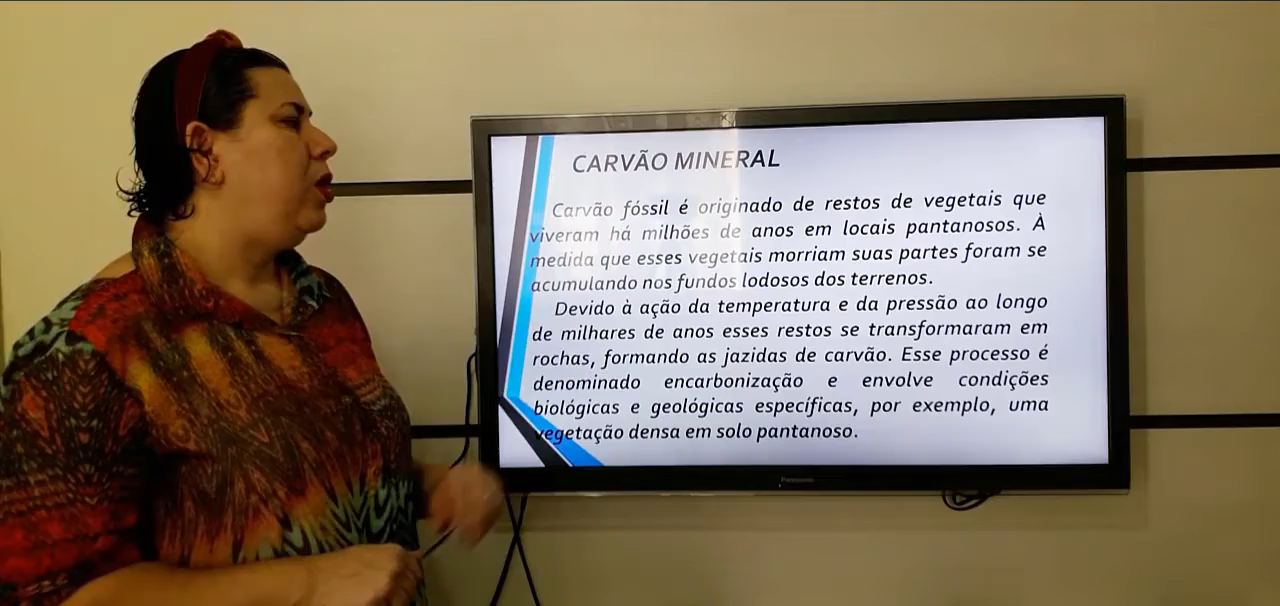 CARVÃO MINERAL
Carvão fóssil é originado de restos de vegetais que
viveram há milhões de anos em locais pantanosos. À
medida que esses vegetais morriam suas partes foram se
acumulando nos fundos lodosos dos terrenos.
Devido à ação da temperatura e da pressão ao longo
de milhares de anos esses restos se transformaram em
rochas, formando as jazidas de carvão. Esse processo é
denominado encarbonização e envolve condições
biológicas e geológicas específicas, por exemplo, uma
vegetação densa em solo pantanoso.
Panasonic